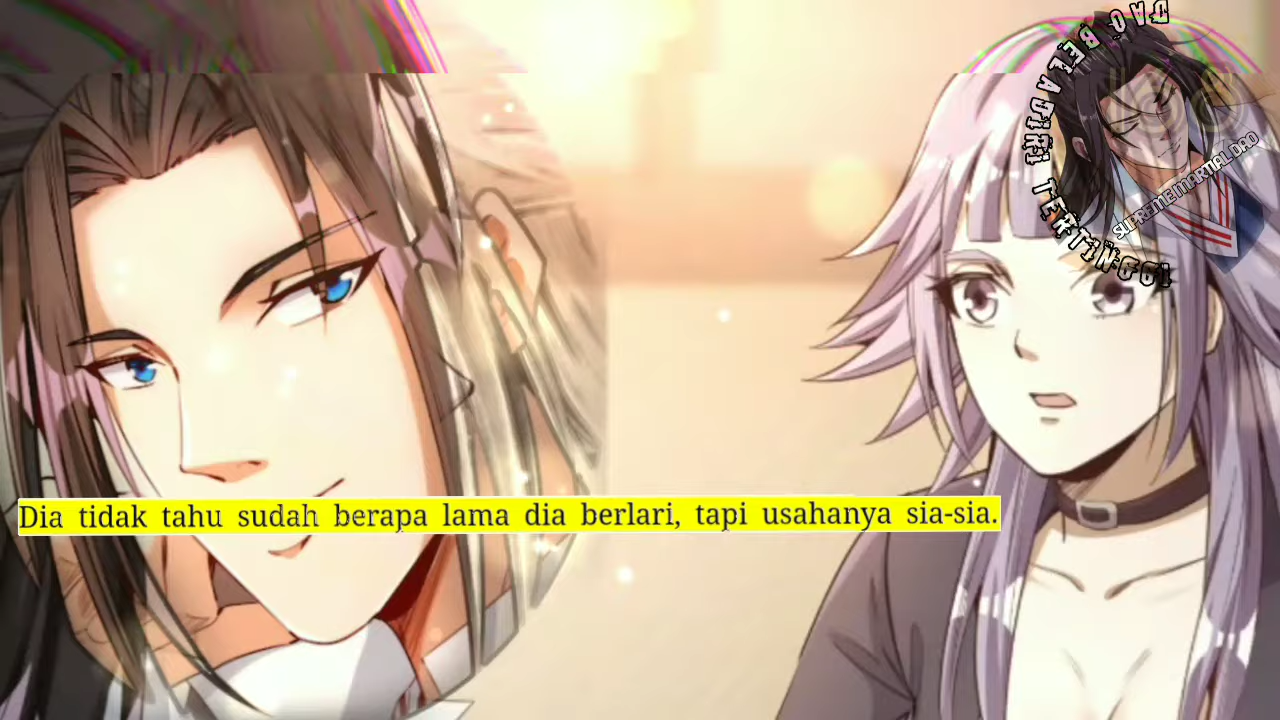 DAO BELADIRI TERTINGGI
SUPREME MARTIAL DAO
Dia tidak tahu sudah berapa lama dia berlari, tapi usahanya sia-sia.